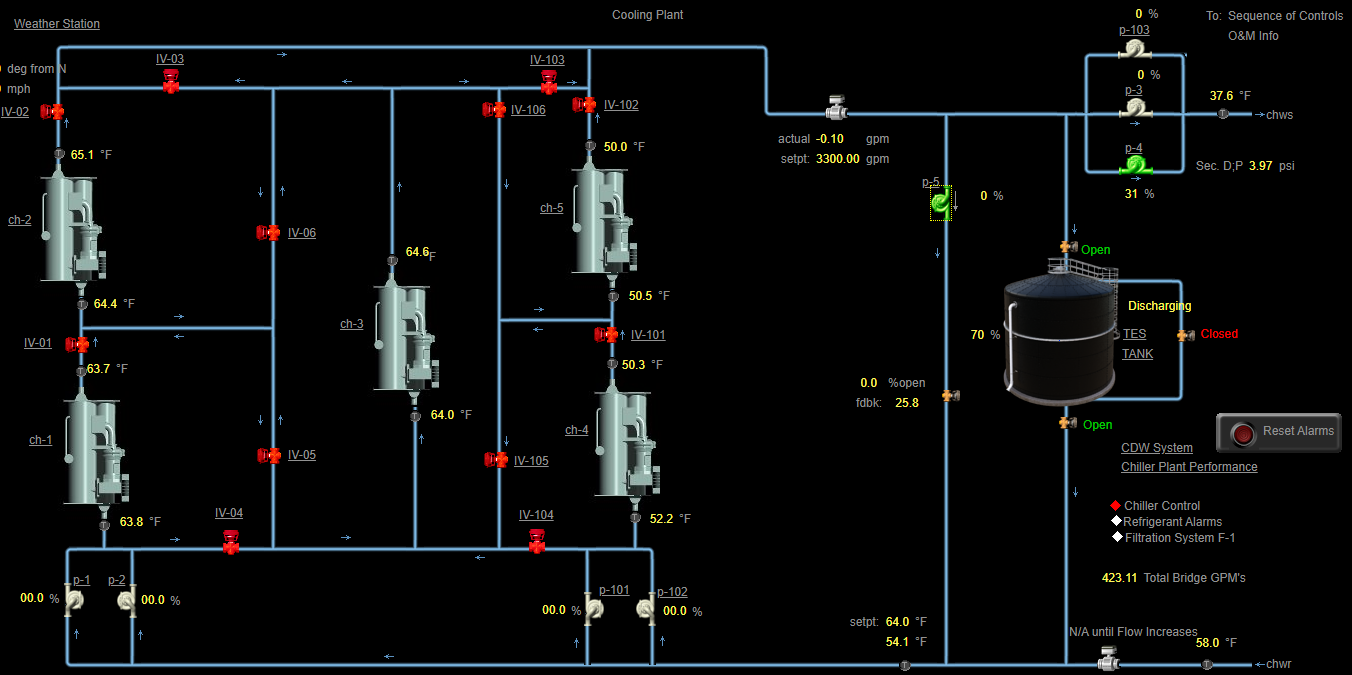 Cooling Plant
Weather Station
0 %
p-103
To: Sequence of Controls
O&M Info
IV-03
IV-103
deg from N
mph
0 %
p-3
IV-02
IV-106
IV-102
37.6 °F
chws
actual -0.10 gpm
setpt: 3300.00 gpm
65.1 °F
50.0 °F
p-4
Sec. D;P 3.97 psi
31 %
p-5
0 %
ch-2
ch-5
IV-06
64.6 °F
Open
64.4 °F
50.5 °F
Discharging
ch-3
70 %
TES
TANK
Closed
IV-01
IV-101
63.7 °F
50.3 °F
0.0 %open
fdbk: 25.8
64.0 °F
Open
Reset Alarms
ch-1
ch-4
CDW System
Chiller Plant Performance
IV-05
IV-105
Chiller Control
Refrigerant Alarms
Filtration System F-1
63.8 °F
IV-04
IV-104
52.2 °F
423.11 Total Bridge GPM's
p-1
p-2
p-101
p-102
00.0 %
00.0 %
00.0 %
00.0 %
setpt: 64.0 °F
54.1 °F
N/A until Flow Increases
58.0 °F
chwr